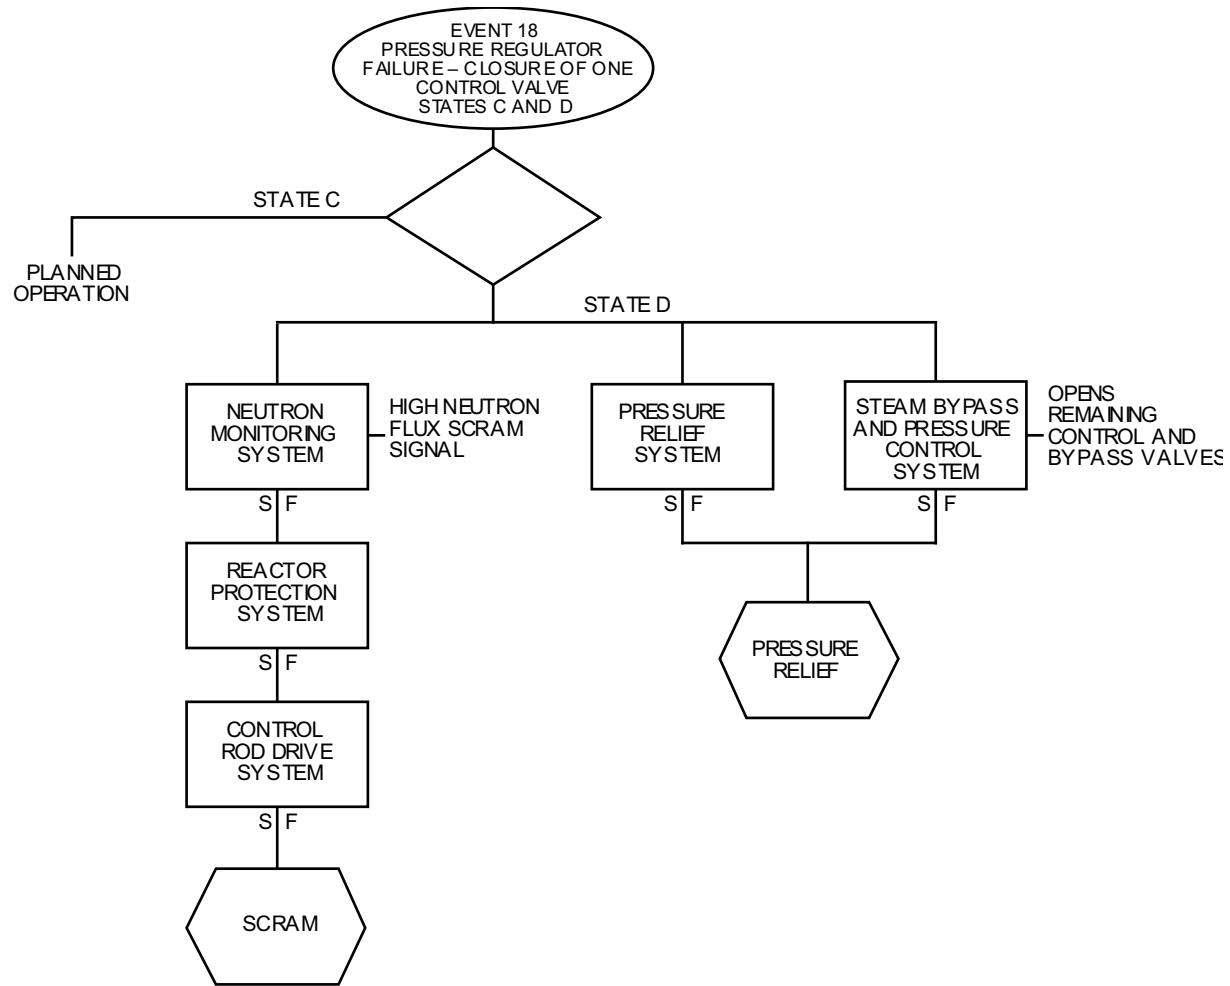 EVENT 18
PRESSURE REGULATOR
FAILURE – CLOSURE OF ONE
CONTROL VALVE
STATES C AND D
STATE C
PLANNED
OPERATION
STATE D
NEUTRON
MONITORING
SYSTEM
HIGH NEUTRON
FLUX SCRAM
SIGNAL
PRESSURE
RELIEF
SYSTEM
STEAM BYPASS
AND PRESSURE
CONTROL
SYSTEM
OPENS
REMAINING
CONTROL AND
BYPASS VALVES
S F
S F
S F
REACTOR
PROTECTION
SYSTEM
S F
CONTROL
ROD DRIVE
SYSTEM
S F
PRESSURE
RELIEF
SCRAM